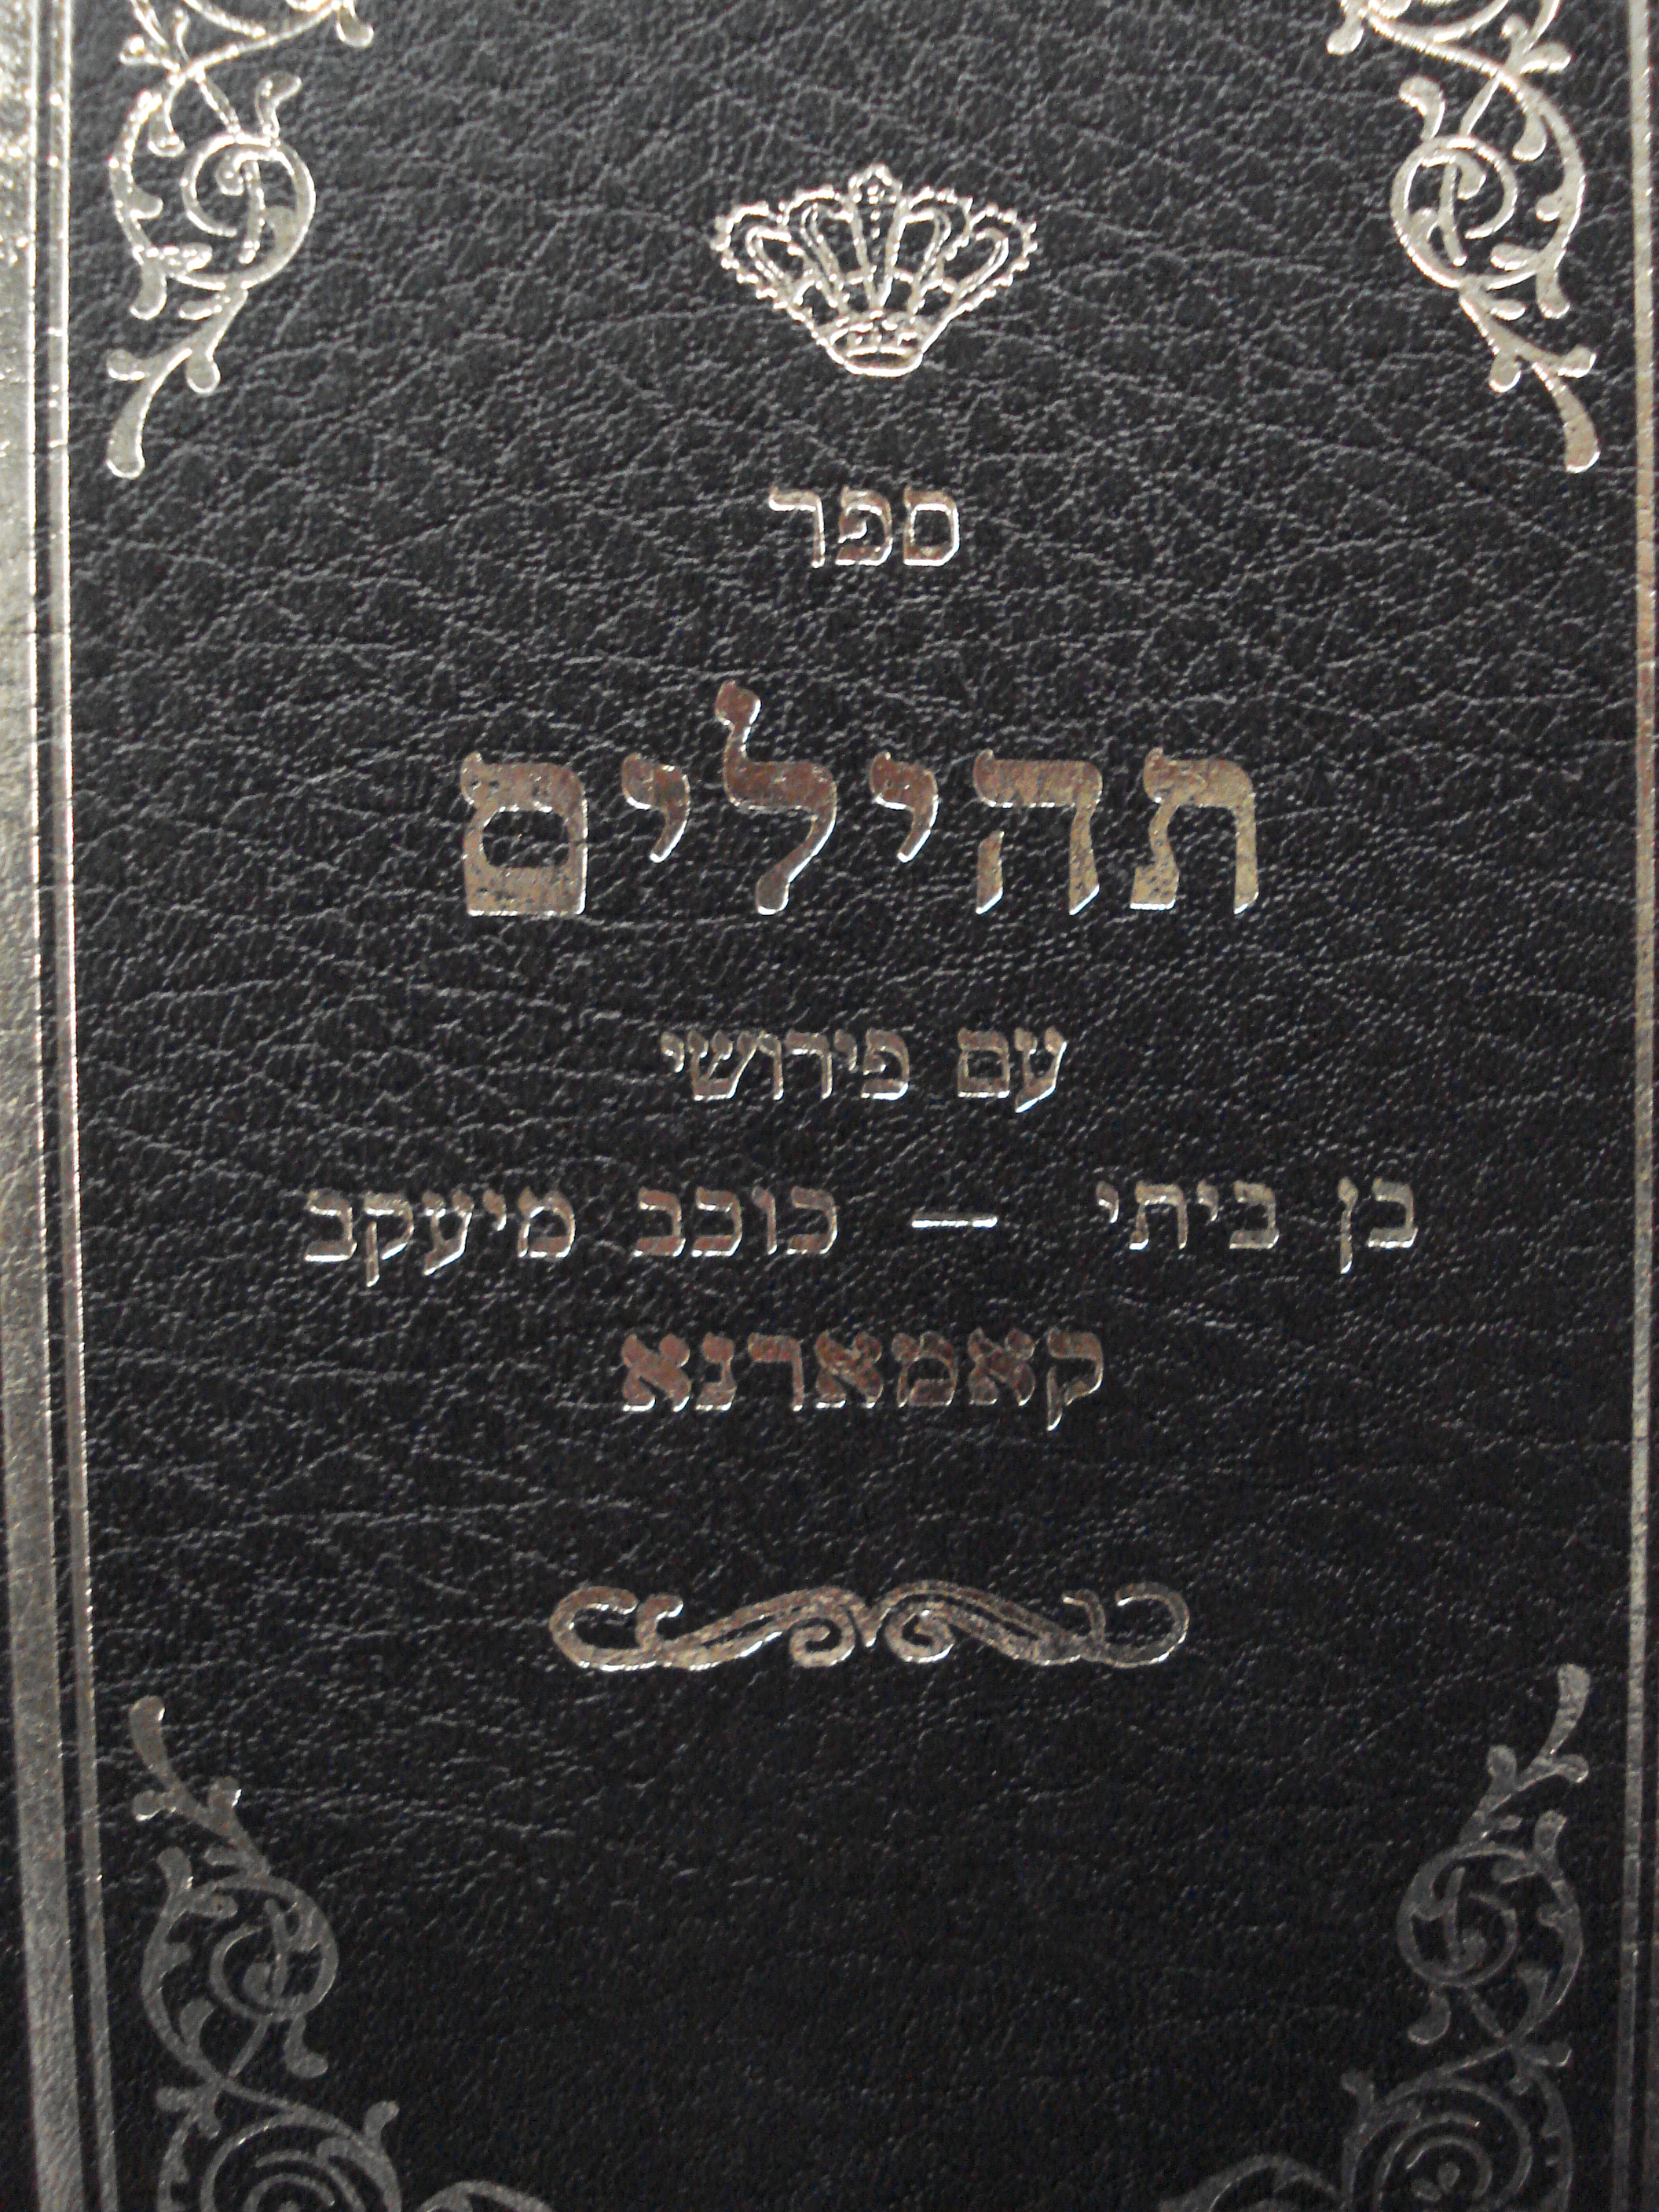 ספר
תהילים
עם פירושי
בן ביתי — כוכב מיעקב
קאמארנא